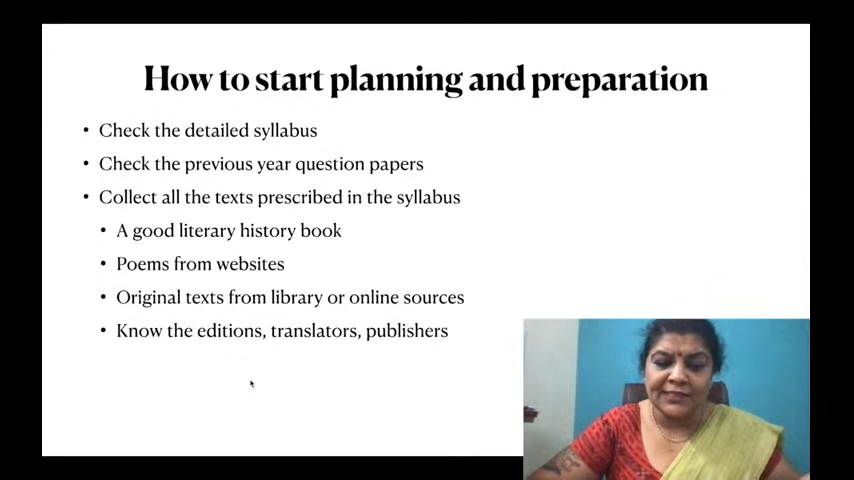 How to start planning and preparation
• Check the detailed syllabus
• Check the previous year question papers
• Collect all the texts prescribed in the syllabus
• A good literary history book
• Poems from websites
• Original texts from library or online sources
• Know the editions, translators, publishers